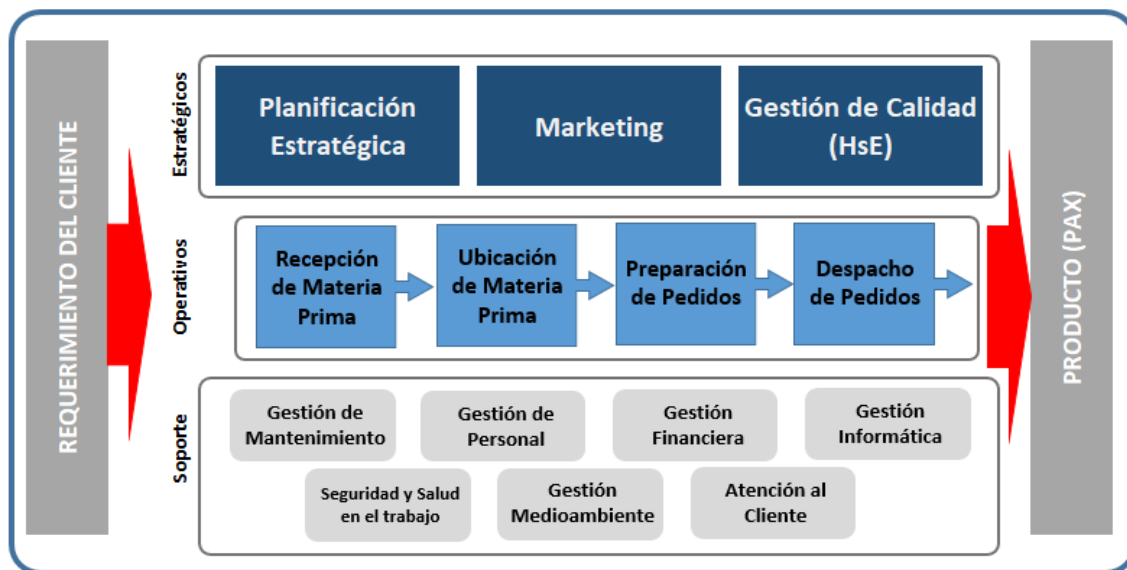 REQUERIMIENTO DEL CLIENTE
Estratégicos
Planificación
Estratégica
Marketing
Gestión de Calidad
(HsE)
Operativos
Recepción
de Materia
Prima
Ubicación
de Materia
Prima
Preparación
de Pedidos
Despacho
de Pedidos
Soporte
Gestión de
Mantenimiento
Gestión de
Personal
Gestión
Financiera
Gestión
Informática
Seguridad y Salud
en el trabajo
Gestión
Medioambiente
Atención al
Cliente
PRODUCTO (PAX)